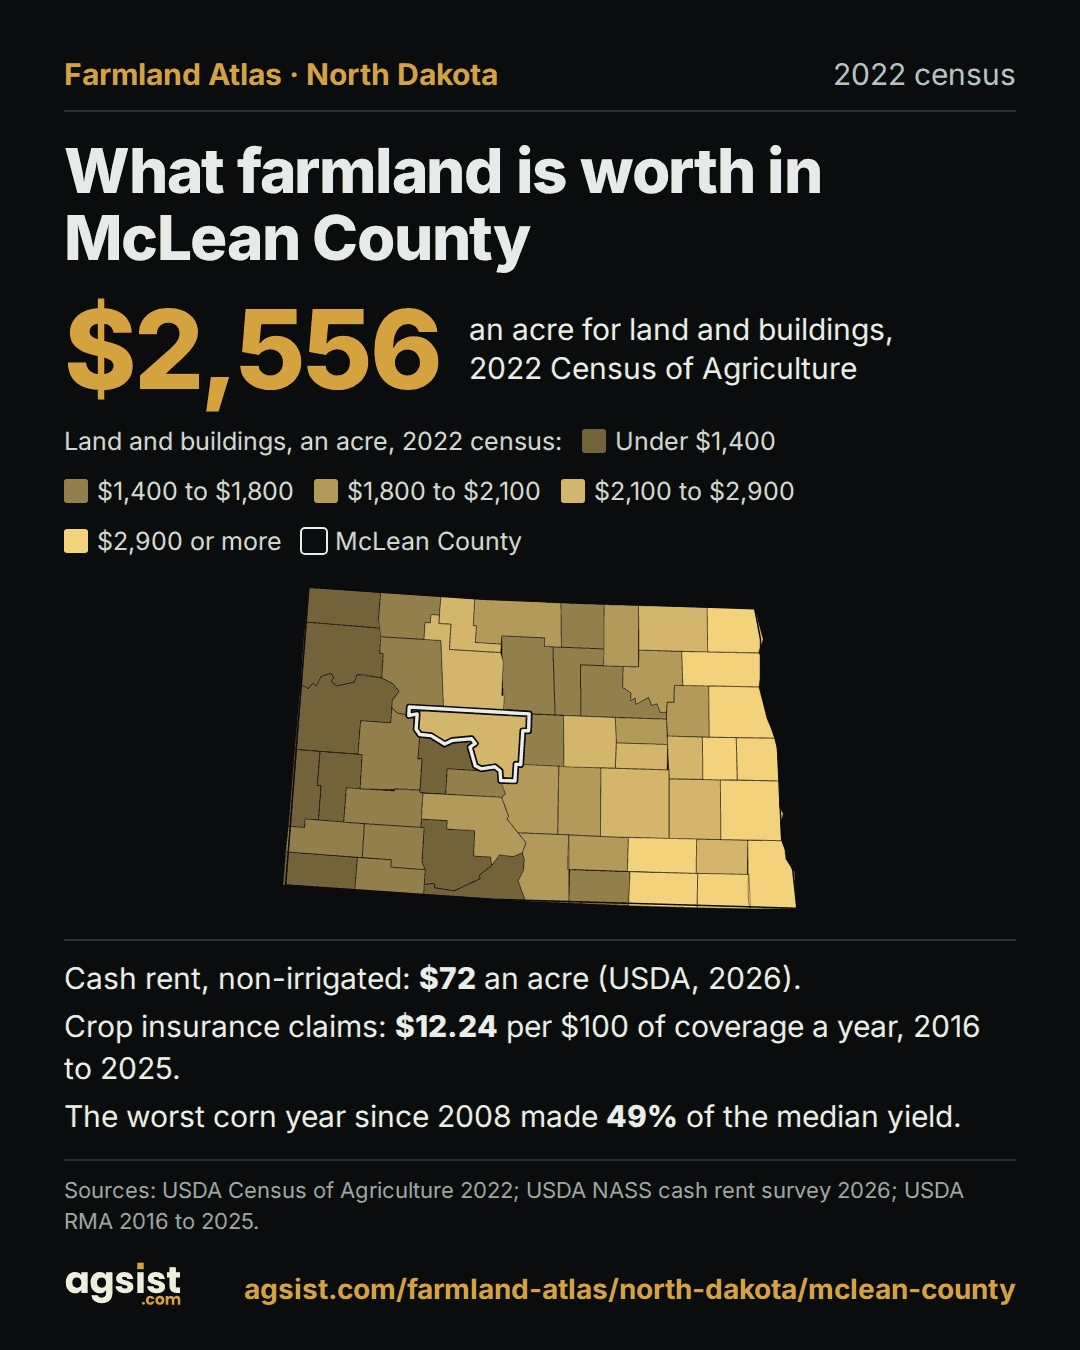 Farmland Atlas · North Dakota
2022 census
What farmland is worth in
McLean County
$2,556
an acre for land and buildings,
2022 Census of Agriculture
Land and buildings, an acre, 2022 census: Under $1,400
$1,400 to $1,800 $1,800 to $2,100 $2,100 to $2,900
$2,900 or more McLean County
Cash rent, non-irrigated: $72 an acre (USDA, 2026).
Crop insurance claims: $12.24 per $100 of coverage a year, 2016
to 2025.
The worst corn year since 2008 made 49% of the median yield.
Sources: USDA Census of Agriculture 2022; USDA NASS cash rent survey 2026; USDA
RMA 2016 to 2025.
agsist
.com
agsist.com/farmland-atlas/north-dakota/mclean-county